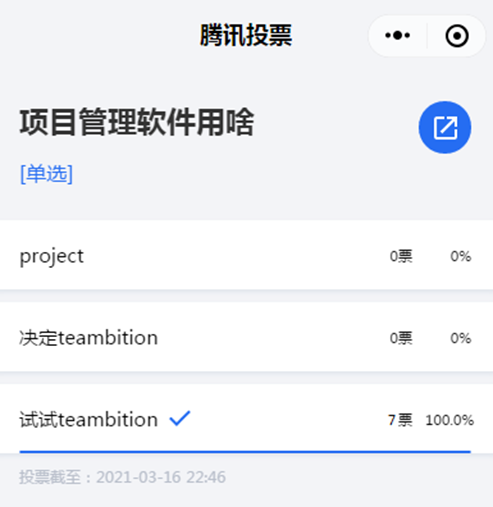 腾讯投票
项目管理软件用啥
[单选]
project 0票 0%
决定teambition 0票 0%
试试teambition 7票 100.0%
投票截至：2021-03-16 22:46